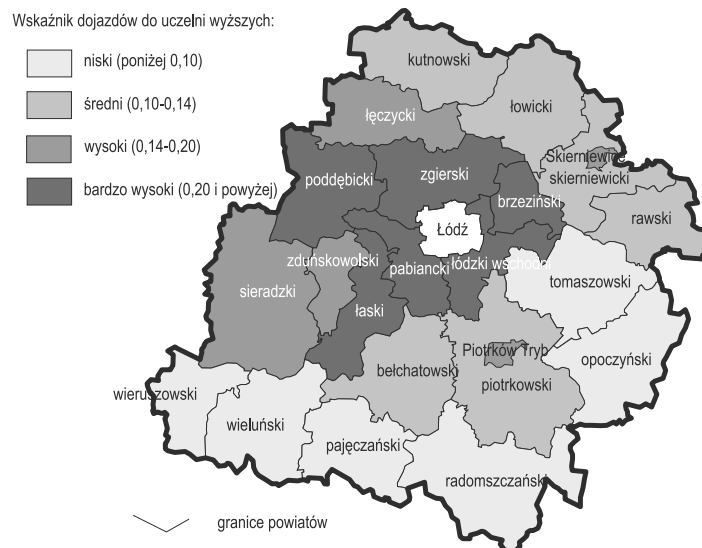 Wskaźnik dojazdów do uczelni wyższych:
niski (poniżej 0,10)
średni (0,10-0,14)
wysoki (0,14-0,20)
bardzo wysoki (0,20 i powyżej)
kutnowski
łowicki
łęczycki
Skierniewice
skierniewicki
poddębicki
zgierski
brzeziński
rawski
Łódź
zduńskowolski
pabiancki
łódzki wschodni
tomaszowski
sieradzki
łaski
Piotrków Tryb
opoczyński
bełchatowski
piotrkowski
wieruszowski
wieluński
pajęczański
radomszczański
granice powiatów